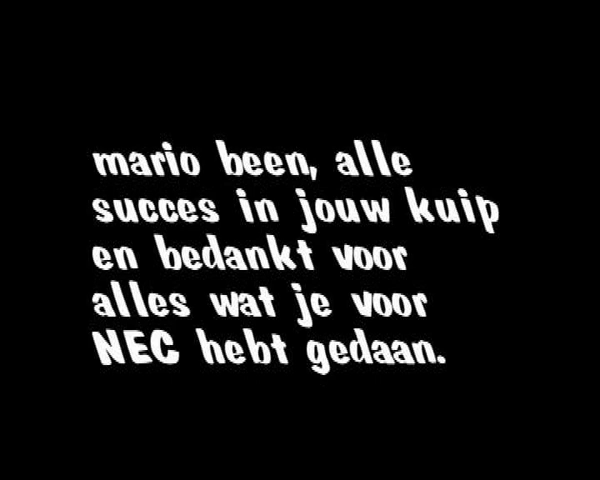 mario been, alle
succes in jouw kuip
en bedankt voor
alles wat je voor
NEC hebt gedaan.